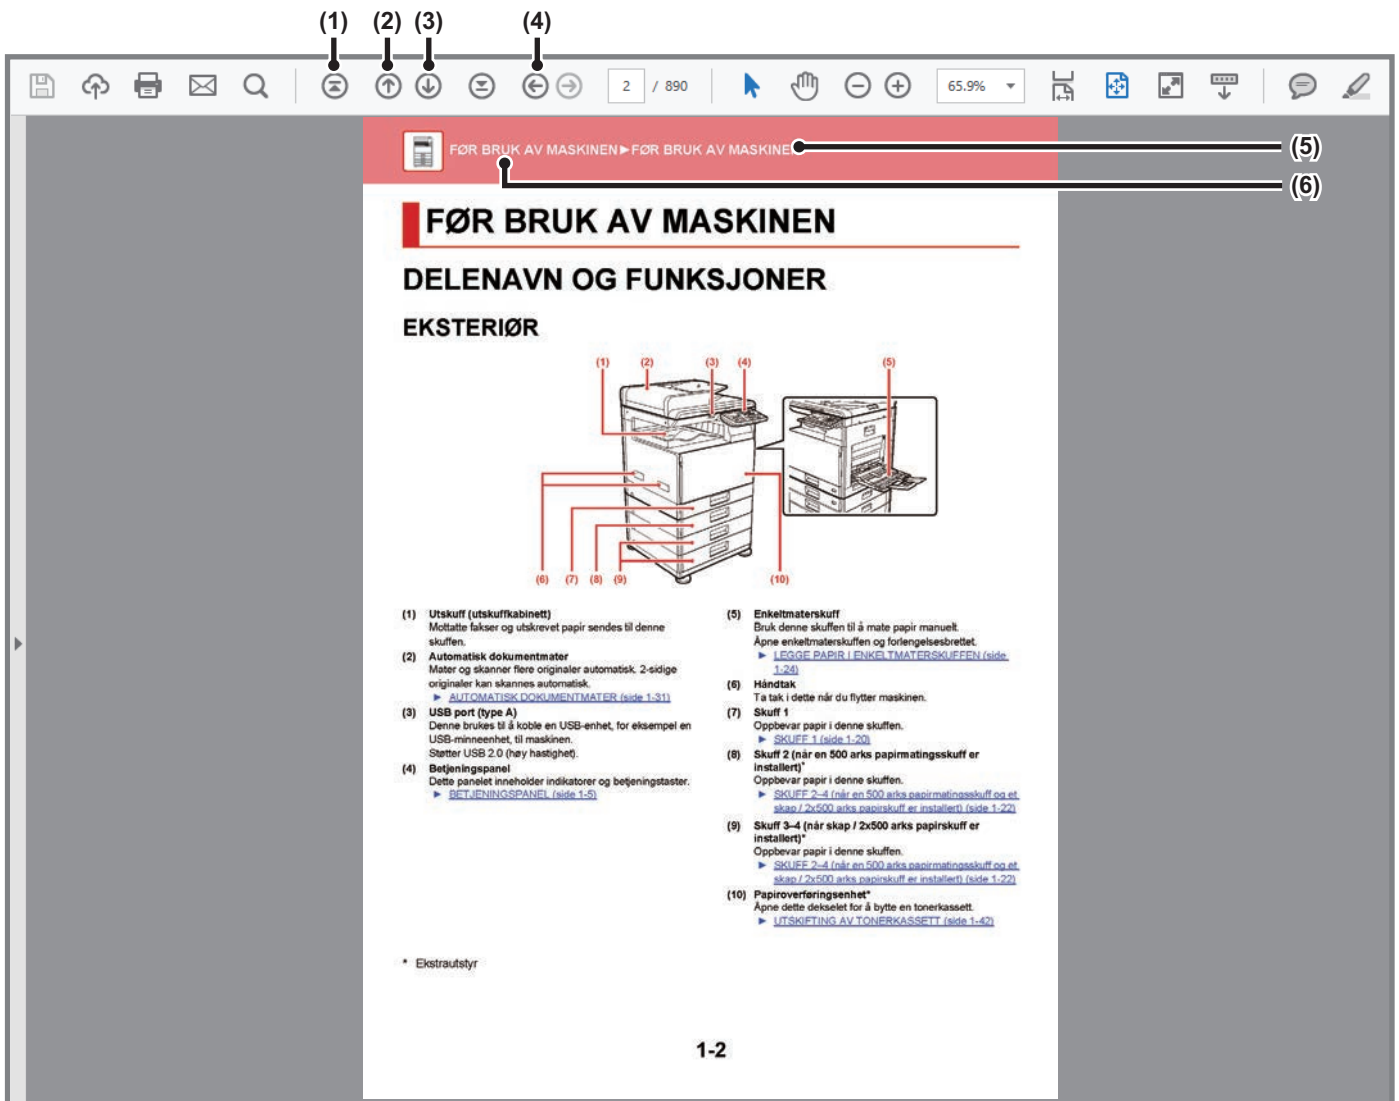 (1) (2) (3) (4)
2 / 890 65.9%
FØR BRUK AV MASKINEN►FØR BRUK AV MASKINE
(5)
(6)
FØR BRUK AV MASKINEN
DELENAVN OG FUNKSJONER
EKSTERIØR
(1) (2) (3) (4) (5)
(6) (7) (8) (9) (10)
(1) Utskuff (utskuffkabinett)
Mottatte fakser og utskrevet papir sendes til denne
skuffen.
(2) Automatisk dokumentmater
Mater og skanner flere originaler automatisk. 2-sidige
originaler kan skannes automatisk.
► AUTOMATISK DOKUMENTMATER (side 1-31)
(3) USB port (type A)
Denne brukes til å koble en USB-enhet, for eksempel en
USB-minneenhet, til maskinen.
Støtter USB 2.0 (høy hastighet).
(4) Betjeningspanel
Dette panelet inneholder indikatorer og betjeningstaster.
► BETJENINGSPANEL (side 1-5)
(5) Enkeltmaterskuff
Bruk denne skuffen til å mate papir manuelt.
Åpne enkeltmaterskuffen og forlengelsesbrettet.
► LEGGE PAPIR I ENKELTMATERSKUFFEN (side
1-24)
(6) Håndtak
Ta tak i dette når du flytter maskinen.
(7) Skuff 1
Oppbevar papir i denne skuffen.
► SKUFF 1 (side 1-20)
(8) Skuff 2 (når en 500 arks papirmatingsskuff er
installert)*
Oppbevar papir i denne skuffen.
► SKUFF 2–4 (når en 500 arks papirmatingsskuff og et
skap / 2x500 arks papirskuff er installert) (side 1-22)
(9) Skuff 3–4 (når skap / 2x500 arks papirskuff er
installert)*
Oppbevar papir i denne skuffen.
► SKUFF 2–4 (når en 500 arks papirmatingsskuff og et
skap / 2x500 arks papirskuff er installert) (side 1-22)
(10) Papiroverføringsenhet*
Åpne dette dekselet for å bytte en tonerkassett.
► UTSKIFTING AV TONERKASSETT (side 1-42)
* Ekstrautstyr
1-2